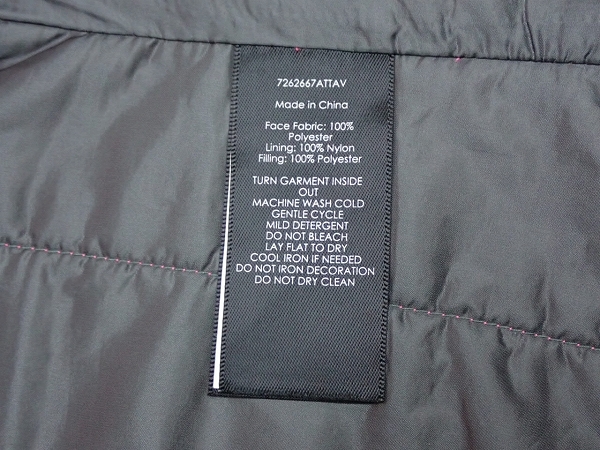 7262667ATTAV
Made in China
Face Fabric: 100%
Polyester
Lining: 100% Nylon
Filling: 100% Polyester
TURN GARMENT INSIDE
OUT
MACHINE WASH COLD
GENTLE CYCLE
MILD DETERGENT
DO NOT BLEACH
LAY FLAT TO DRY
COOL IRON IF NEEDED
DO NOT IRON DECORATION
DO NOT DRY CLEAN